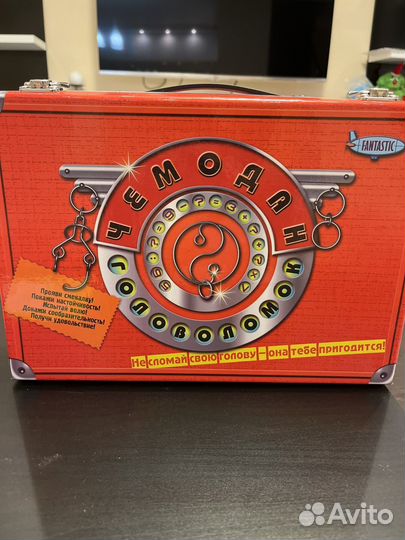 FANTASTIC
ЧЕМОДАН
ГОЛОВОЛОМОК
Прояви смекалку!
Покажи настойчивость!
Испытай волю!
Докажи сообразительность!
Получи удовольствие!
Не сломай свою голову – она тебе пригодится!
Avito